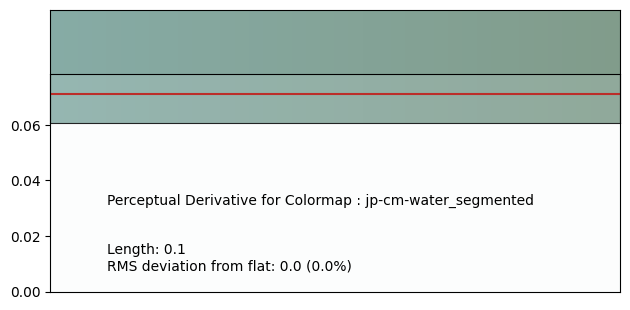 0.06
0.04
Perceptual Derivative for Colormap : jp-cm-water_segmented
0.02
Length: 0.1
RMS deviation from flat: 0.0 (0.0%)
0.00